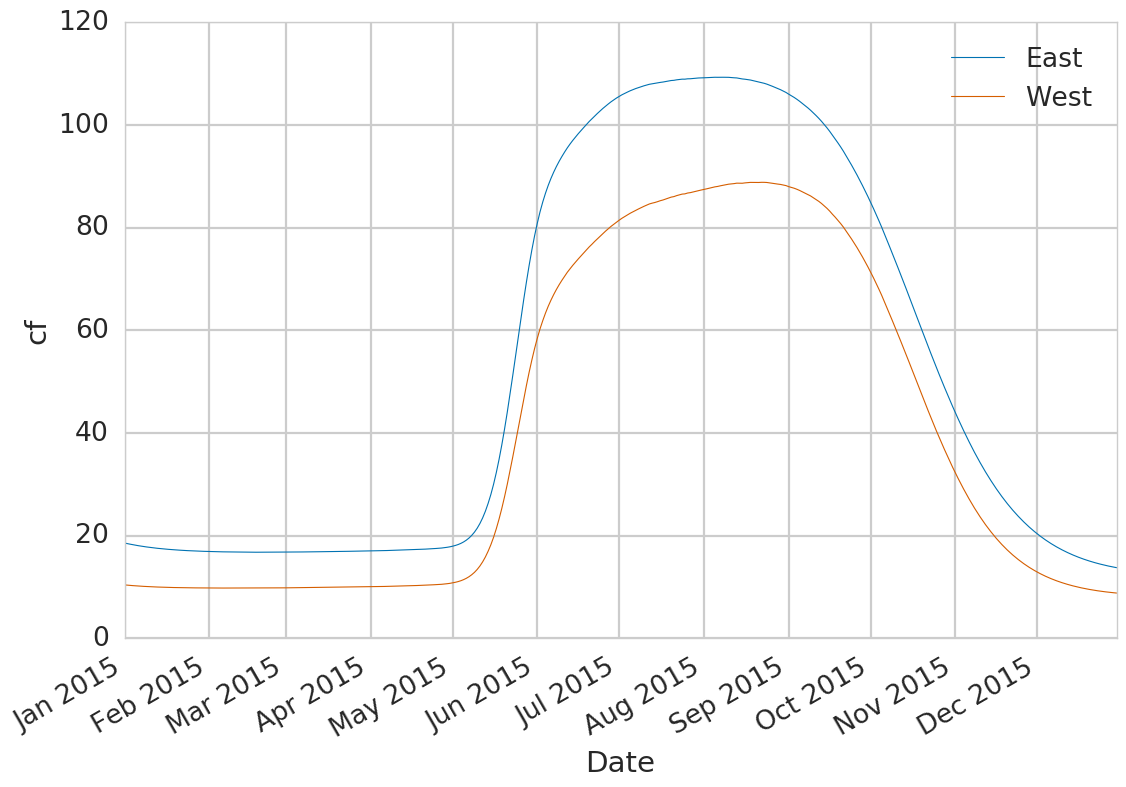 120
100
80
60
40
20
0
cf
East
West
Jan 2015
Feb 2015
Mar 2015
Apr 2015
May 2015
Jun 2015
Jul 2015
Aug 2015
Sep 2015
Oct 2015
Nov 2015
Dec 2015
Date